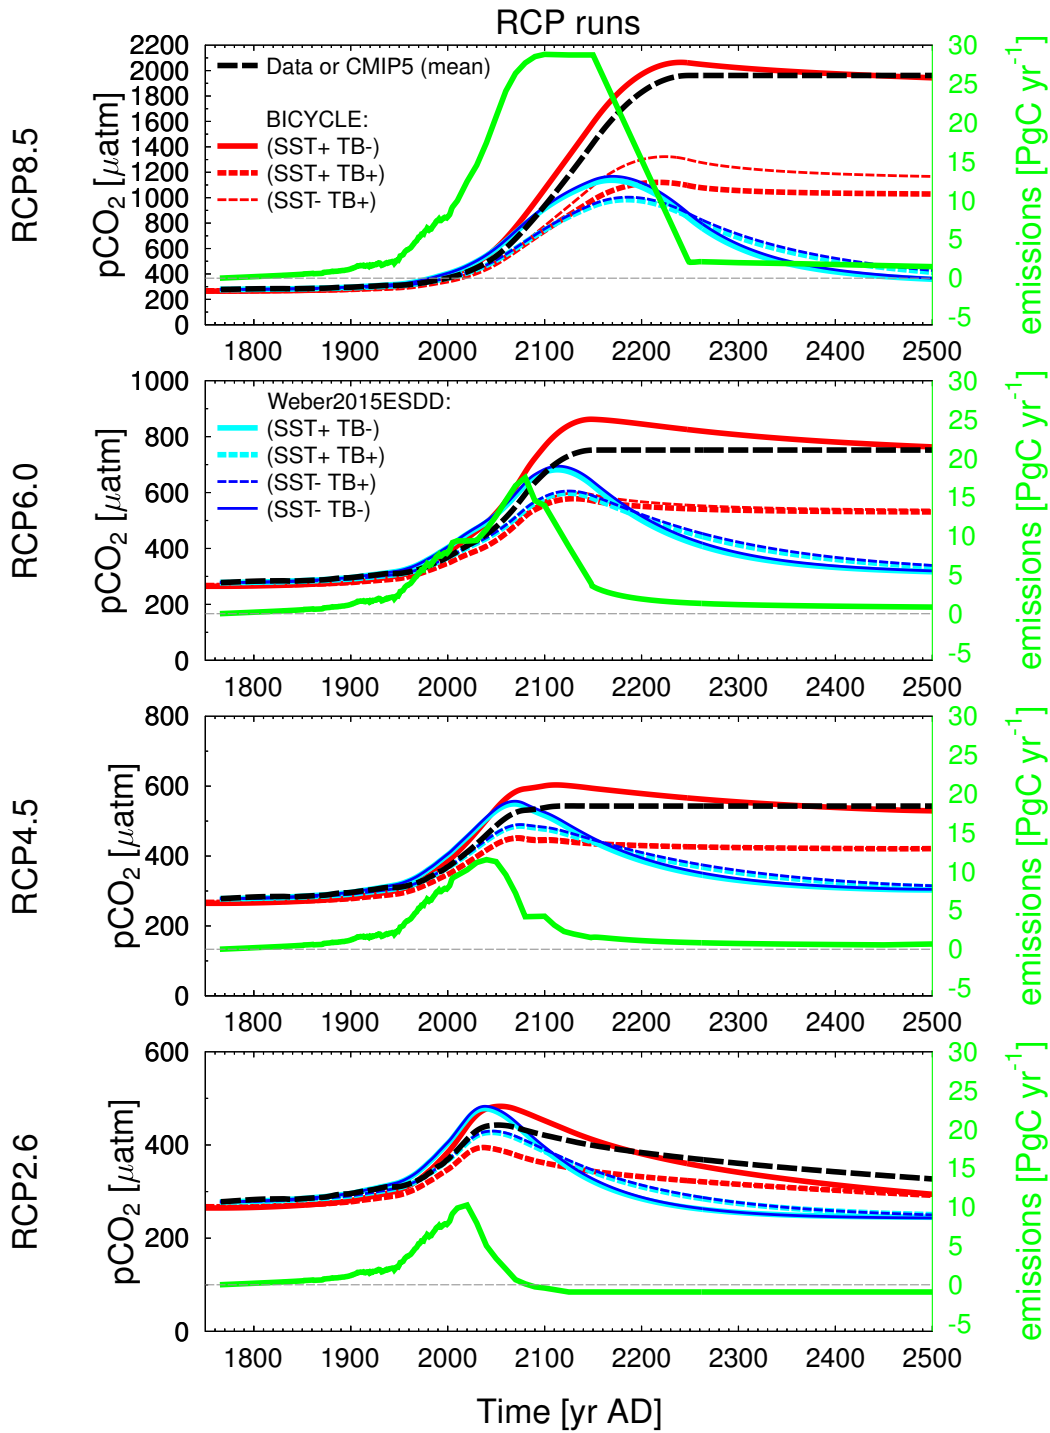 RCP runs
RCP8.5
pCO2 [μatm]
2200
2000
1800
1600
1400
1200
1000
800
600
400
200
0
Data or CMIP5 (mean)
BICYCLE:
(SST+ TB-)
(SST+ TB+)
(SST- TB+)
30
25
20
15
10
5
0
-5
emissions [PgC yr-1]
1800 1900 2000 2100 2200 2300 2400 2500
RCP6.0
pCO2 [μatm]
1000
800
600
400
200
0
Weber2015ESDD:
(SST+ TB-)
(SST+ TB+)
(SST- TB+)
(SST- TB-)
30
25
20
15
10
5
0
-5
emissions [PgC yr-1]
1800 1900 2000 2100 2200 2300 2400 2500
RCP4.5
pCO2 [μatm]
800
600
400
200
0
30
25
20
15
10
5
0
-5
emissions [PgC yr-1]
1800 1900 2000 2100 2200 2300 2400 2500
RCP2.6
pCO2 [μatm]
600
400
200
0
30
25
20
15
10
5
0
-5
emissions [PgC yr-1]
1800 1900 2000 2100 2200 2300 2400 2500
Time [yr AD]